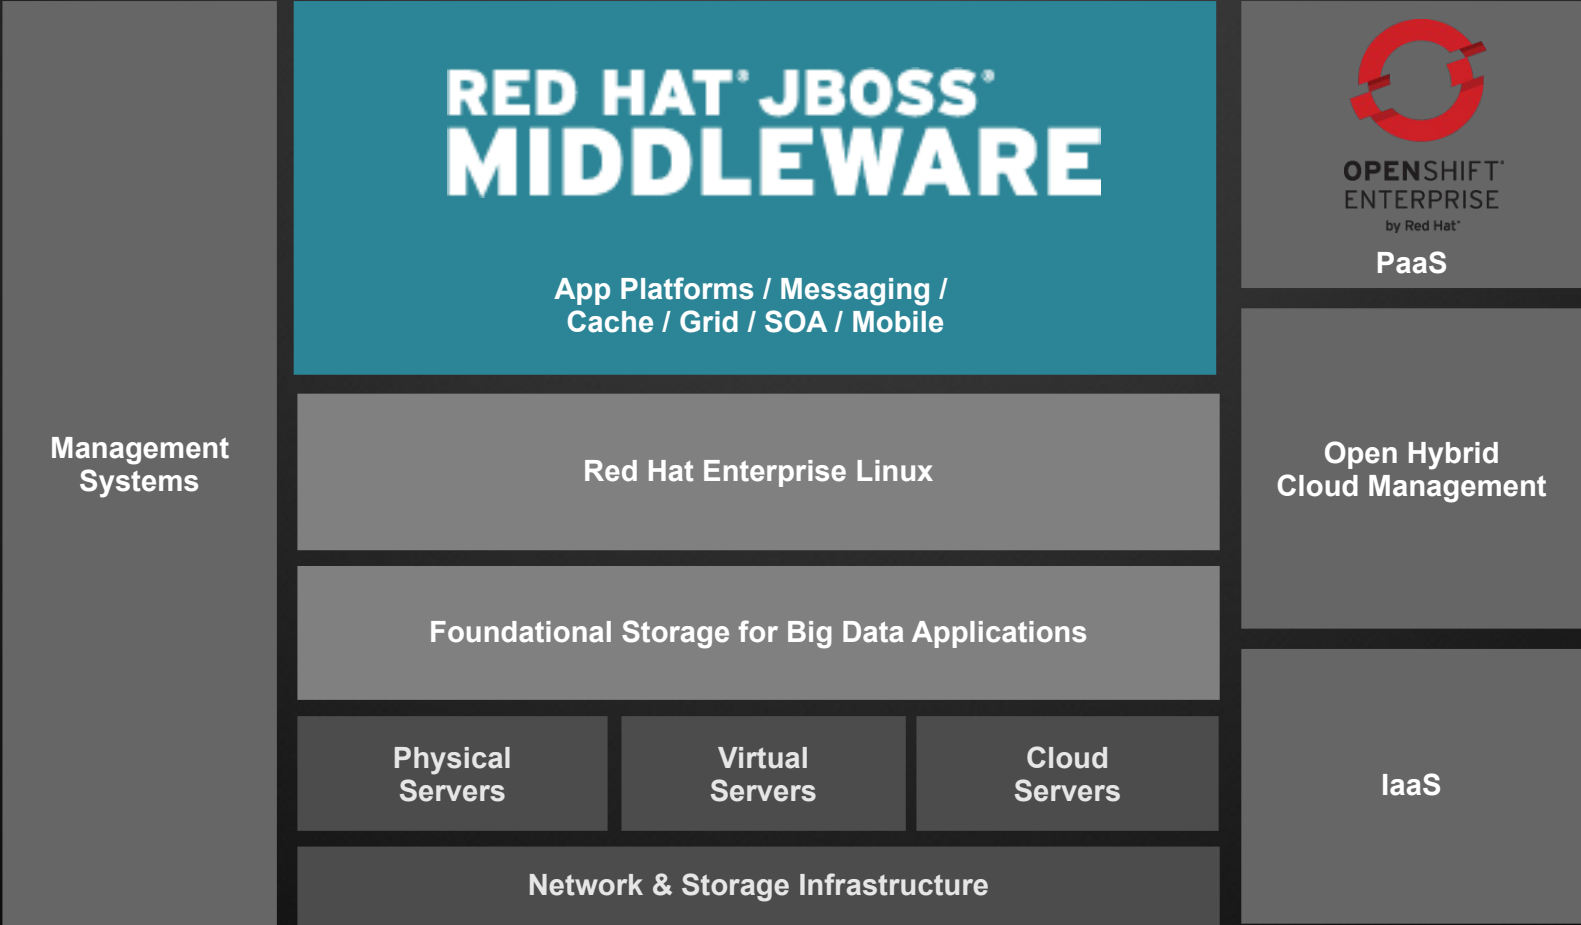 Management
Systems
RED HAT® JBOSS®
MIDDLEWARE
App Platforms / Messaging /
Cache / Grid / SOA / Mobile
Red Hat Enterprise Linux
Foundational Storage for Big Data Applications
Physical
Servers
Virtual
Servers
Cloud
Servers
Network & Storage Infrastructure
OPENSHIFT®
ENTERPRISE
by Red Hat®
PaaS
Open Hybrid
Cloud Management
IaaS